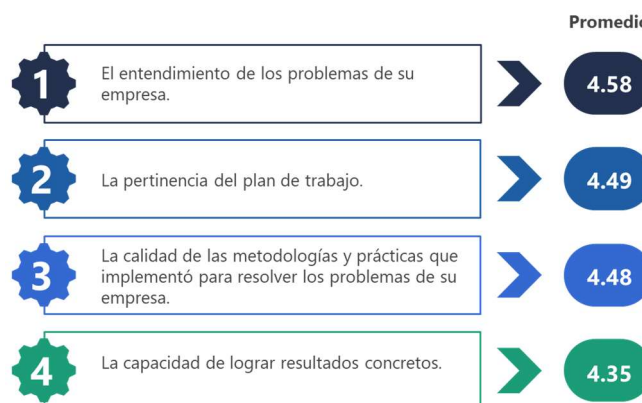 Promedio
1
El entendimiento de los problemas de su
empresa.
4.58
2
La pertinencia del plan de trabajo.
4.49
3
La calidad de las metodologías y prácticas que
implementó para resolver los problemas de su
empresa.
4.48
4
La capacidad de lograr resultados concretos.
4.35